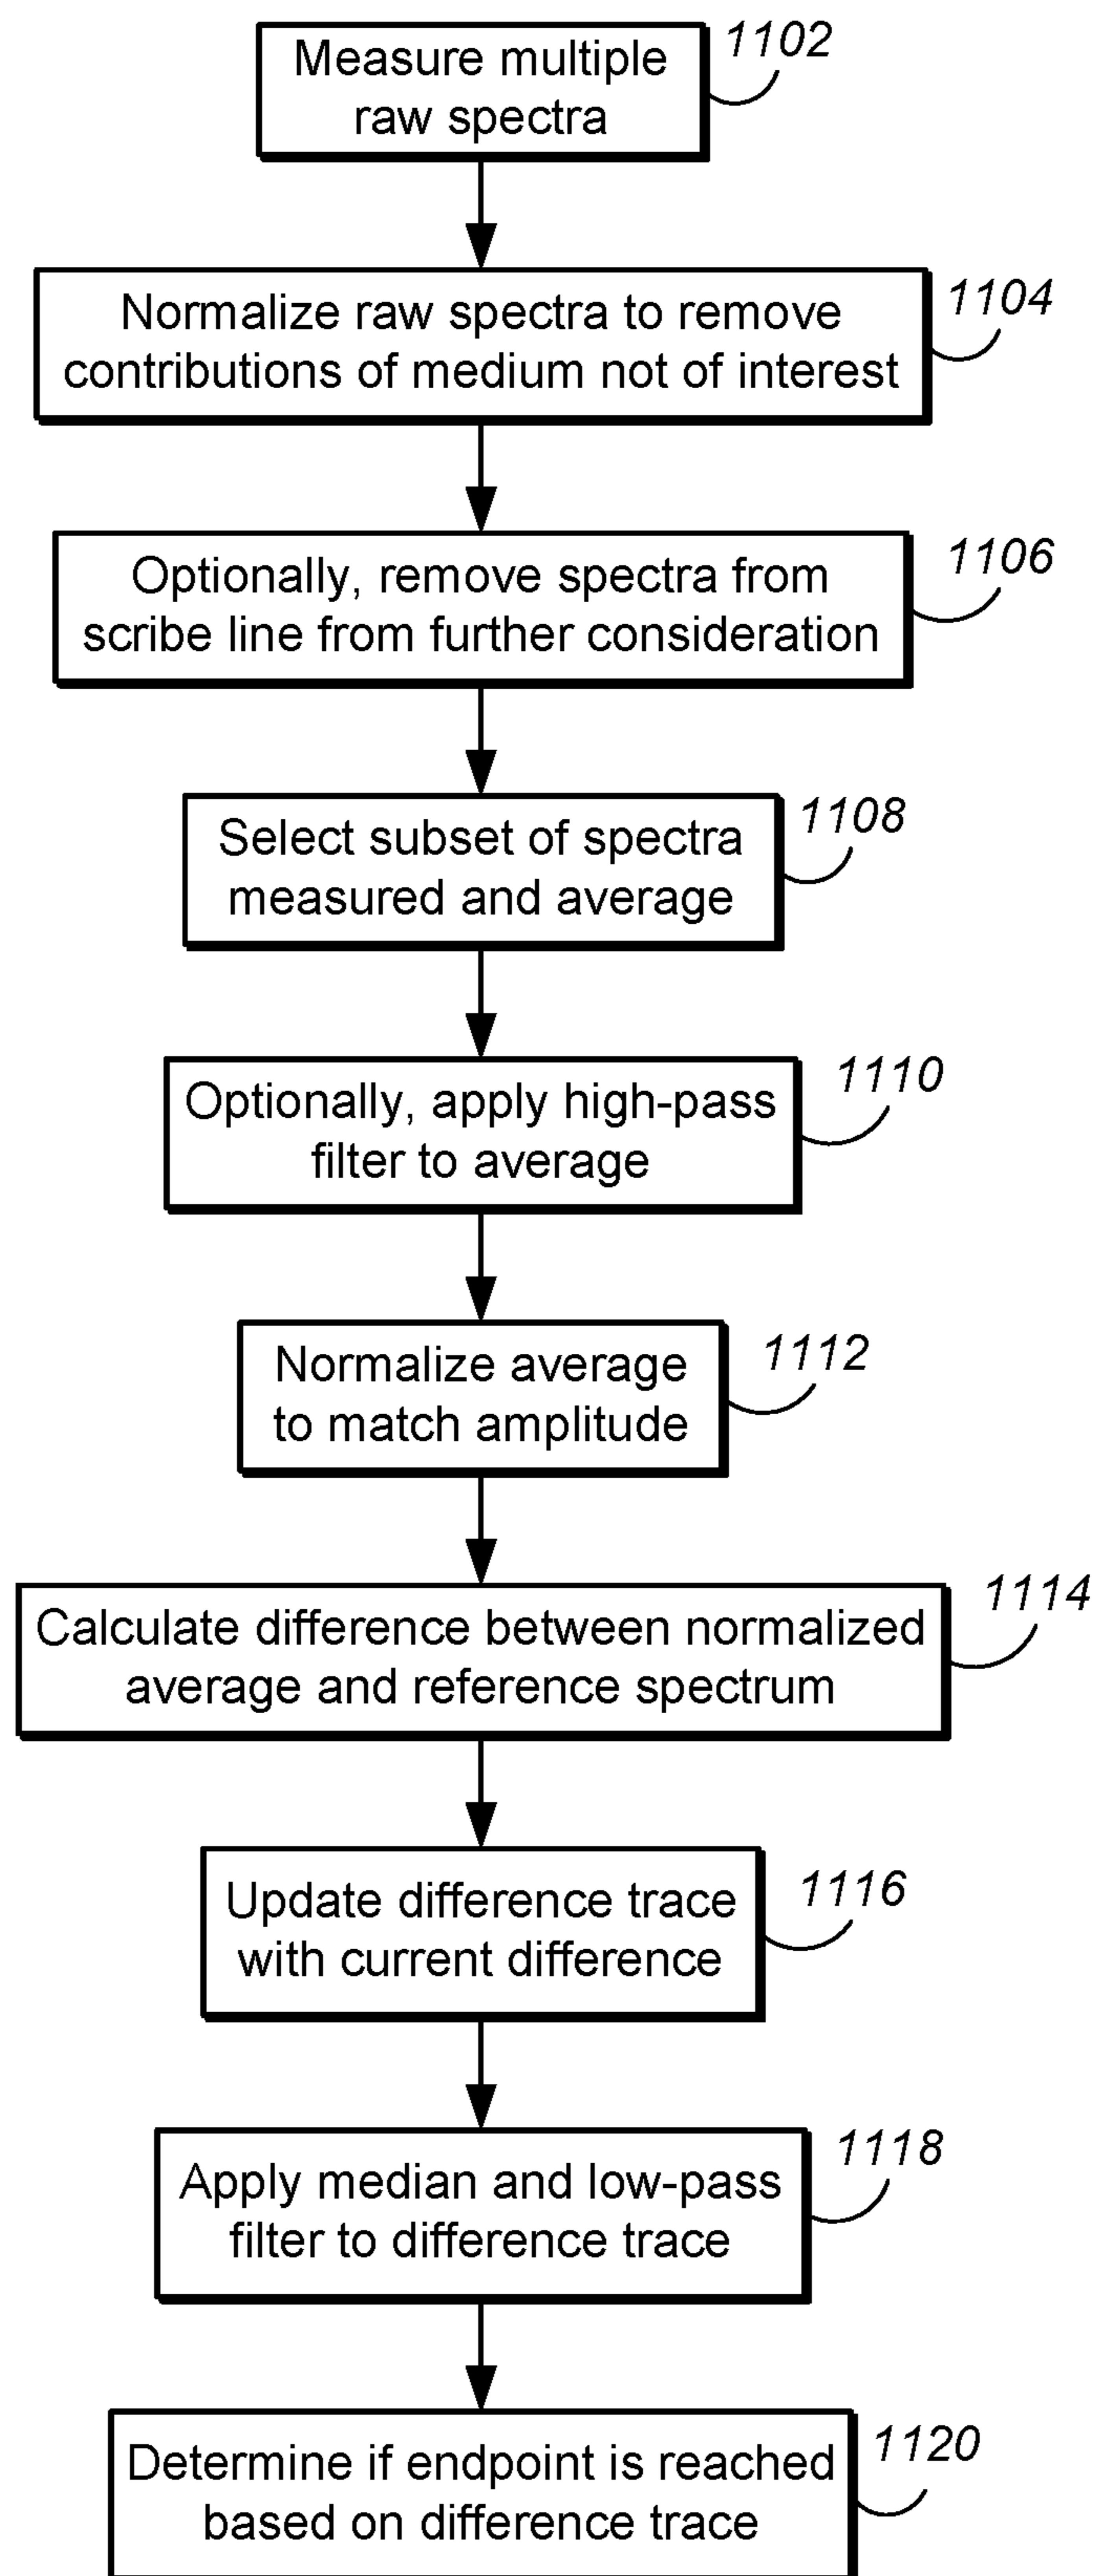 Measure multiple
raw spectra
1102
Normalize raw spectra to remove
contributions of medium not of interest
1104
Optionally, remove spectra from
scribe line from further consideration
1106
Select subset of spectra
measured and average
1108
Optionally, apply high-pass
filter to average
1110
Normalize average
to match amplitude
1112
Calculate difference between normalized
average and reference spectrum
1114
Update difference trace
with current difference
1116
Apply median and low-pass
filter to difference trace
1118
Determine if endpoint is reached
based on difference trace
1120